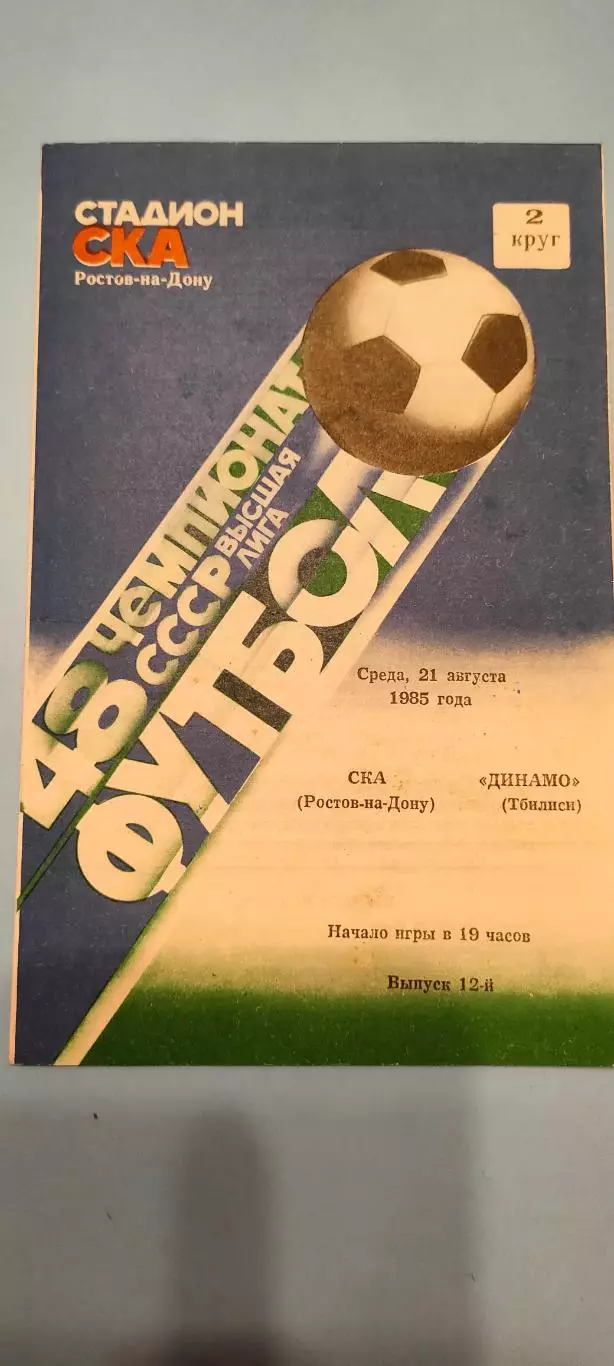 СТАДИОН
СКА
Ростов-на-Дону
2
круг
48 ЧЕМПИОНАТ
СССР ВЫСШАЯ
ЛИГА
ФУТБОЛ
Среда, 21 августа
1985 года
СКА «ДИНАМО»
(Ростов-на-Дону) (Тбилиси)
Начало игры в 19 часов
Выпуск 12-й